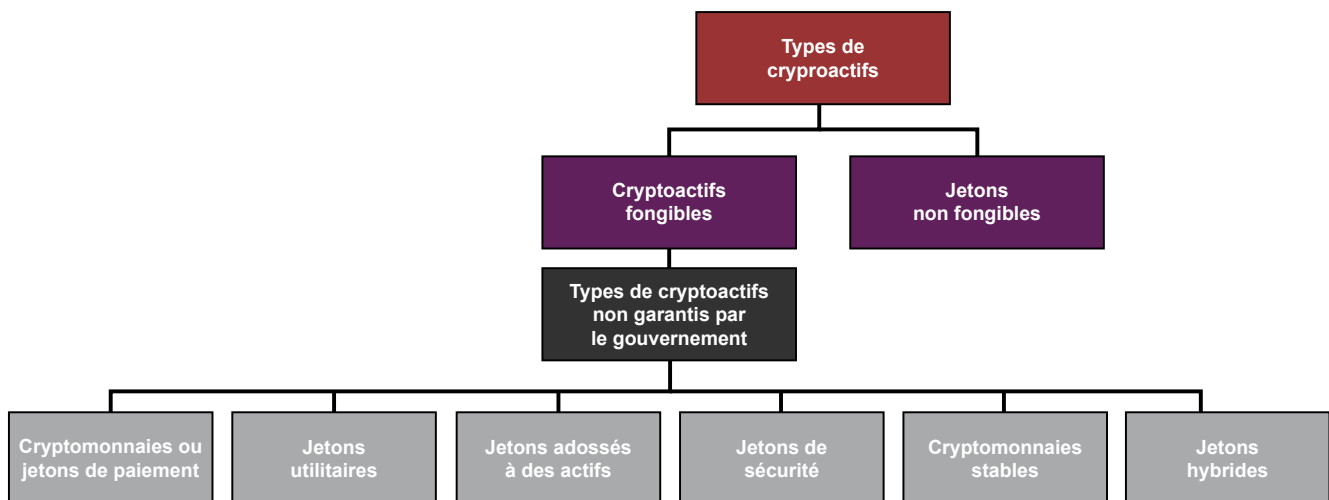 Types de
cryproactifs
Cryptoactifs
fongibles
Jetons
non fongibles
Types de cryptoactifs
non garantis par
le gouvernement
Cryptomonnaies ou
jetons de paiement
Jetons
utilitaires
Jetons adossés
à des actifs
Jetons de
sécurité
Cryptomonnaies
stables
Jetons
hybrides